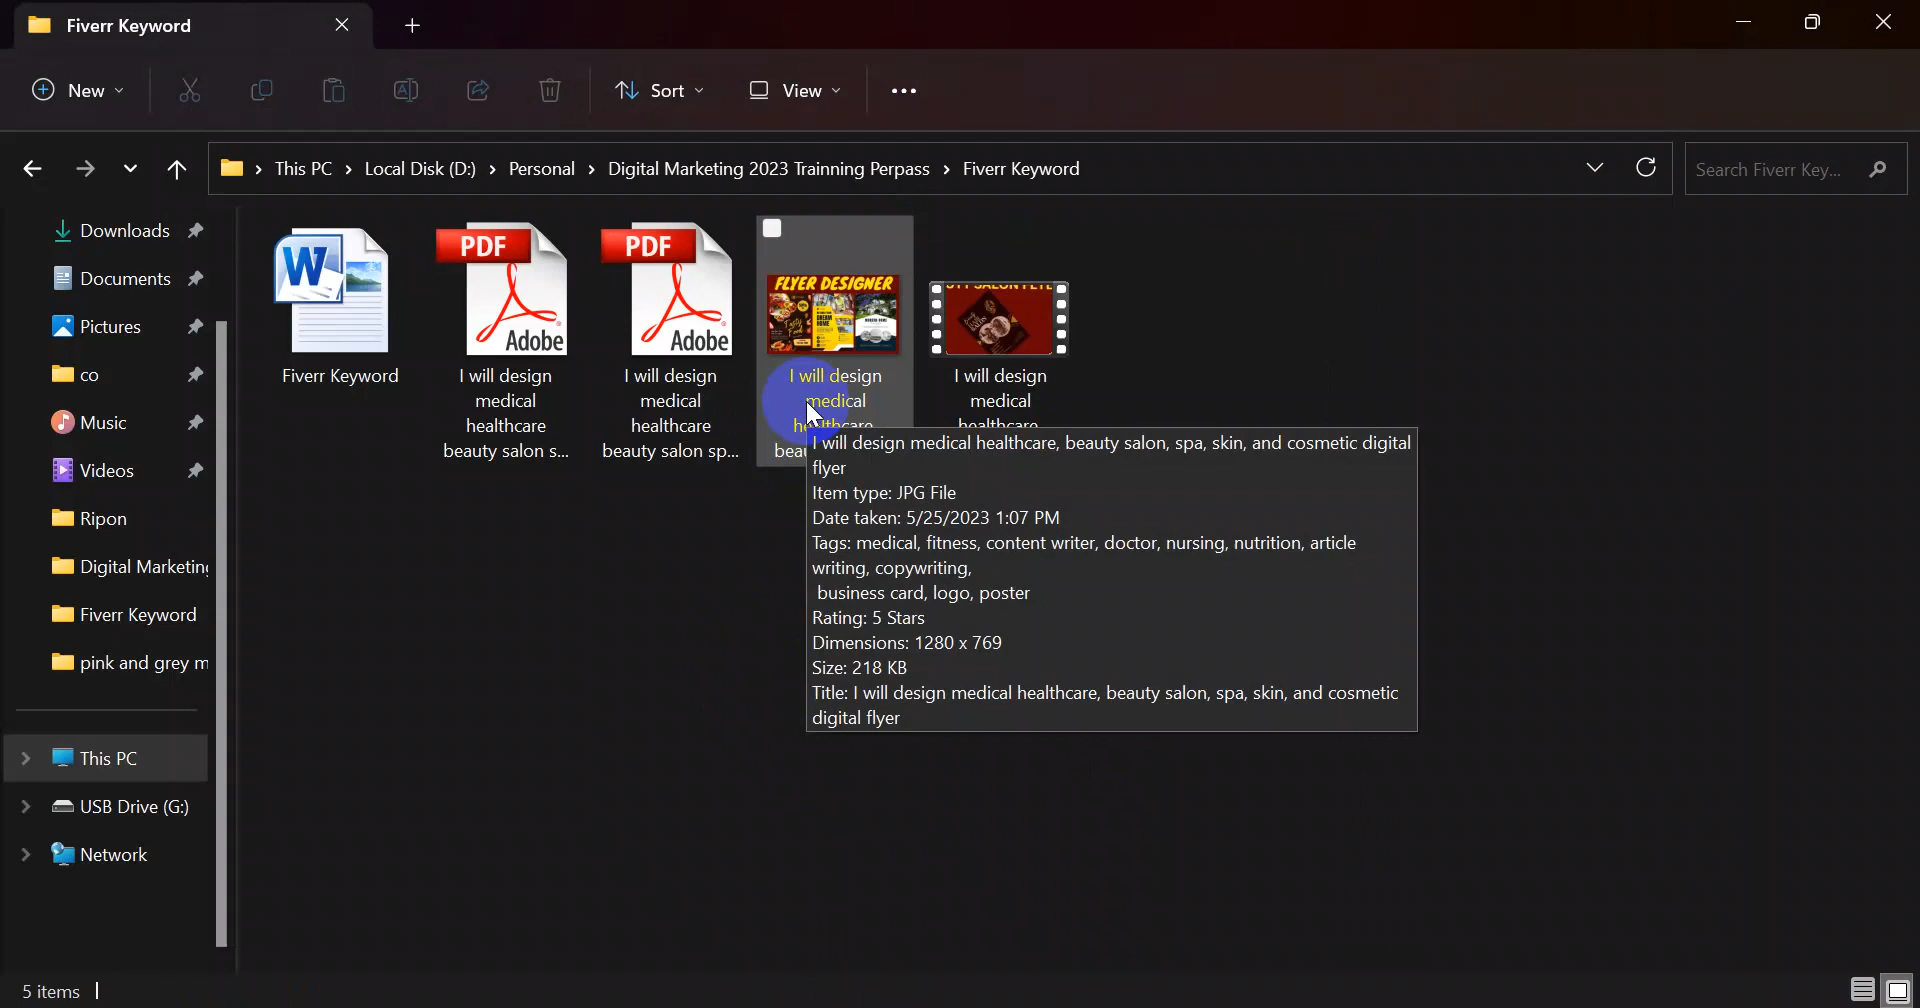 Fiverr Keyword
New
Sort
View
This PC > Local Disk (D:) > Personal > Digital Marketing 2023 Trainning Perpass > Fiverr Keyword
Search Fiverr Key...
Downloads
Documents
Pictures
co
Music
Videos
Ripon
Digital Marketing
Fiverr Keyword
pink and grey m
This PC
USB Drive (G:)
Network
W
Fiverr Keyword
PDF
Adobe
I will design
medical
healthcare
beauty salon s...
PDF
Adobe
I will design
medical
healthcare
beauty salon sp...
FLYER DESIGNER
I will design
medical
healthcare
beau
I will design
medical
healthcare
I will design medical healthcare, beauty salon, spa, skin, and cosmetic digital
flyer
Item type: JPG File
Date taken: 5/25/2023 1:07 PM
Tags: medical, fitness, content writer, doctor, nursing, nutrition, article
writing, copywriting,
business card, logo, poster
Rating: 5 Stars
Dimensions: 1280 x 769
Size: 218 KB
Title: I will design medical healthcare, beauty salon, spa, skin, and cosmetic
digital flyer
5 items